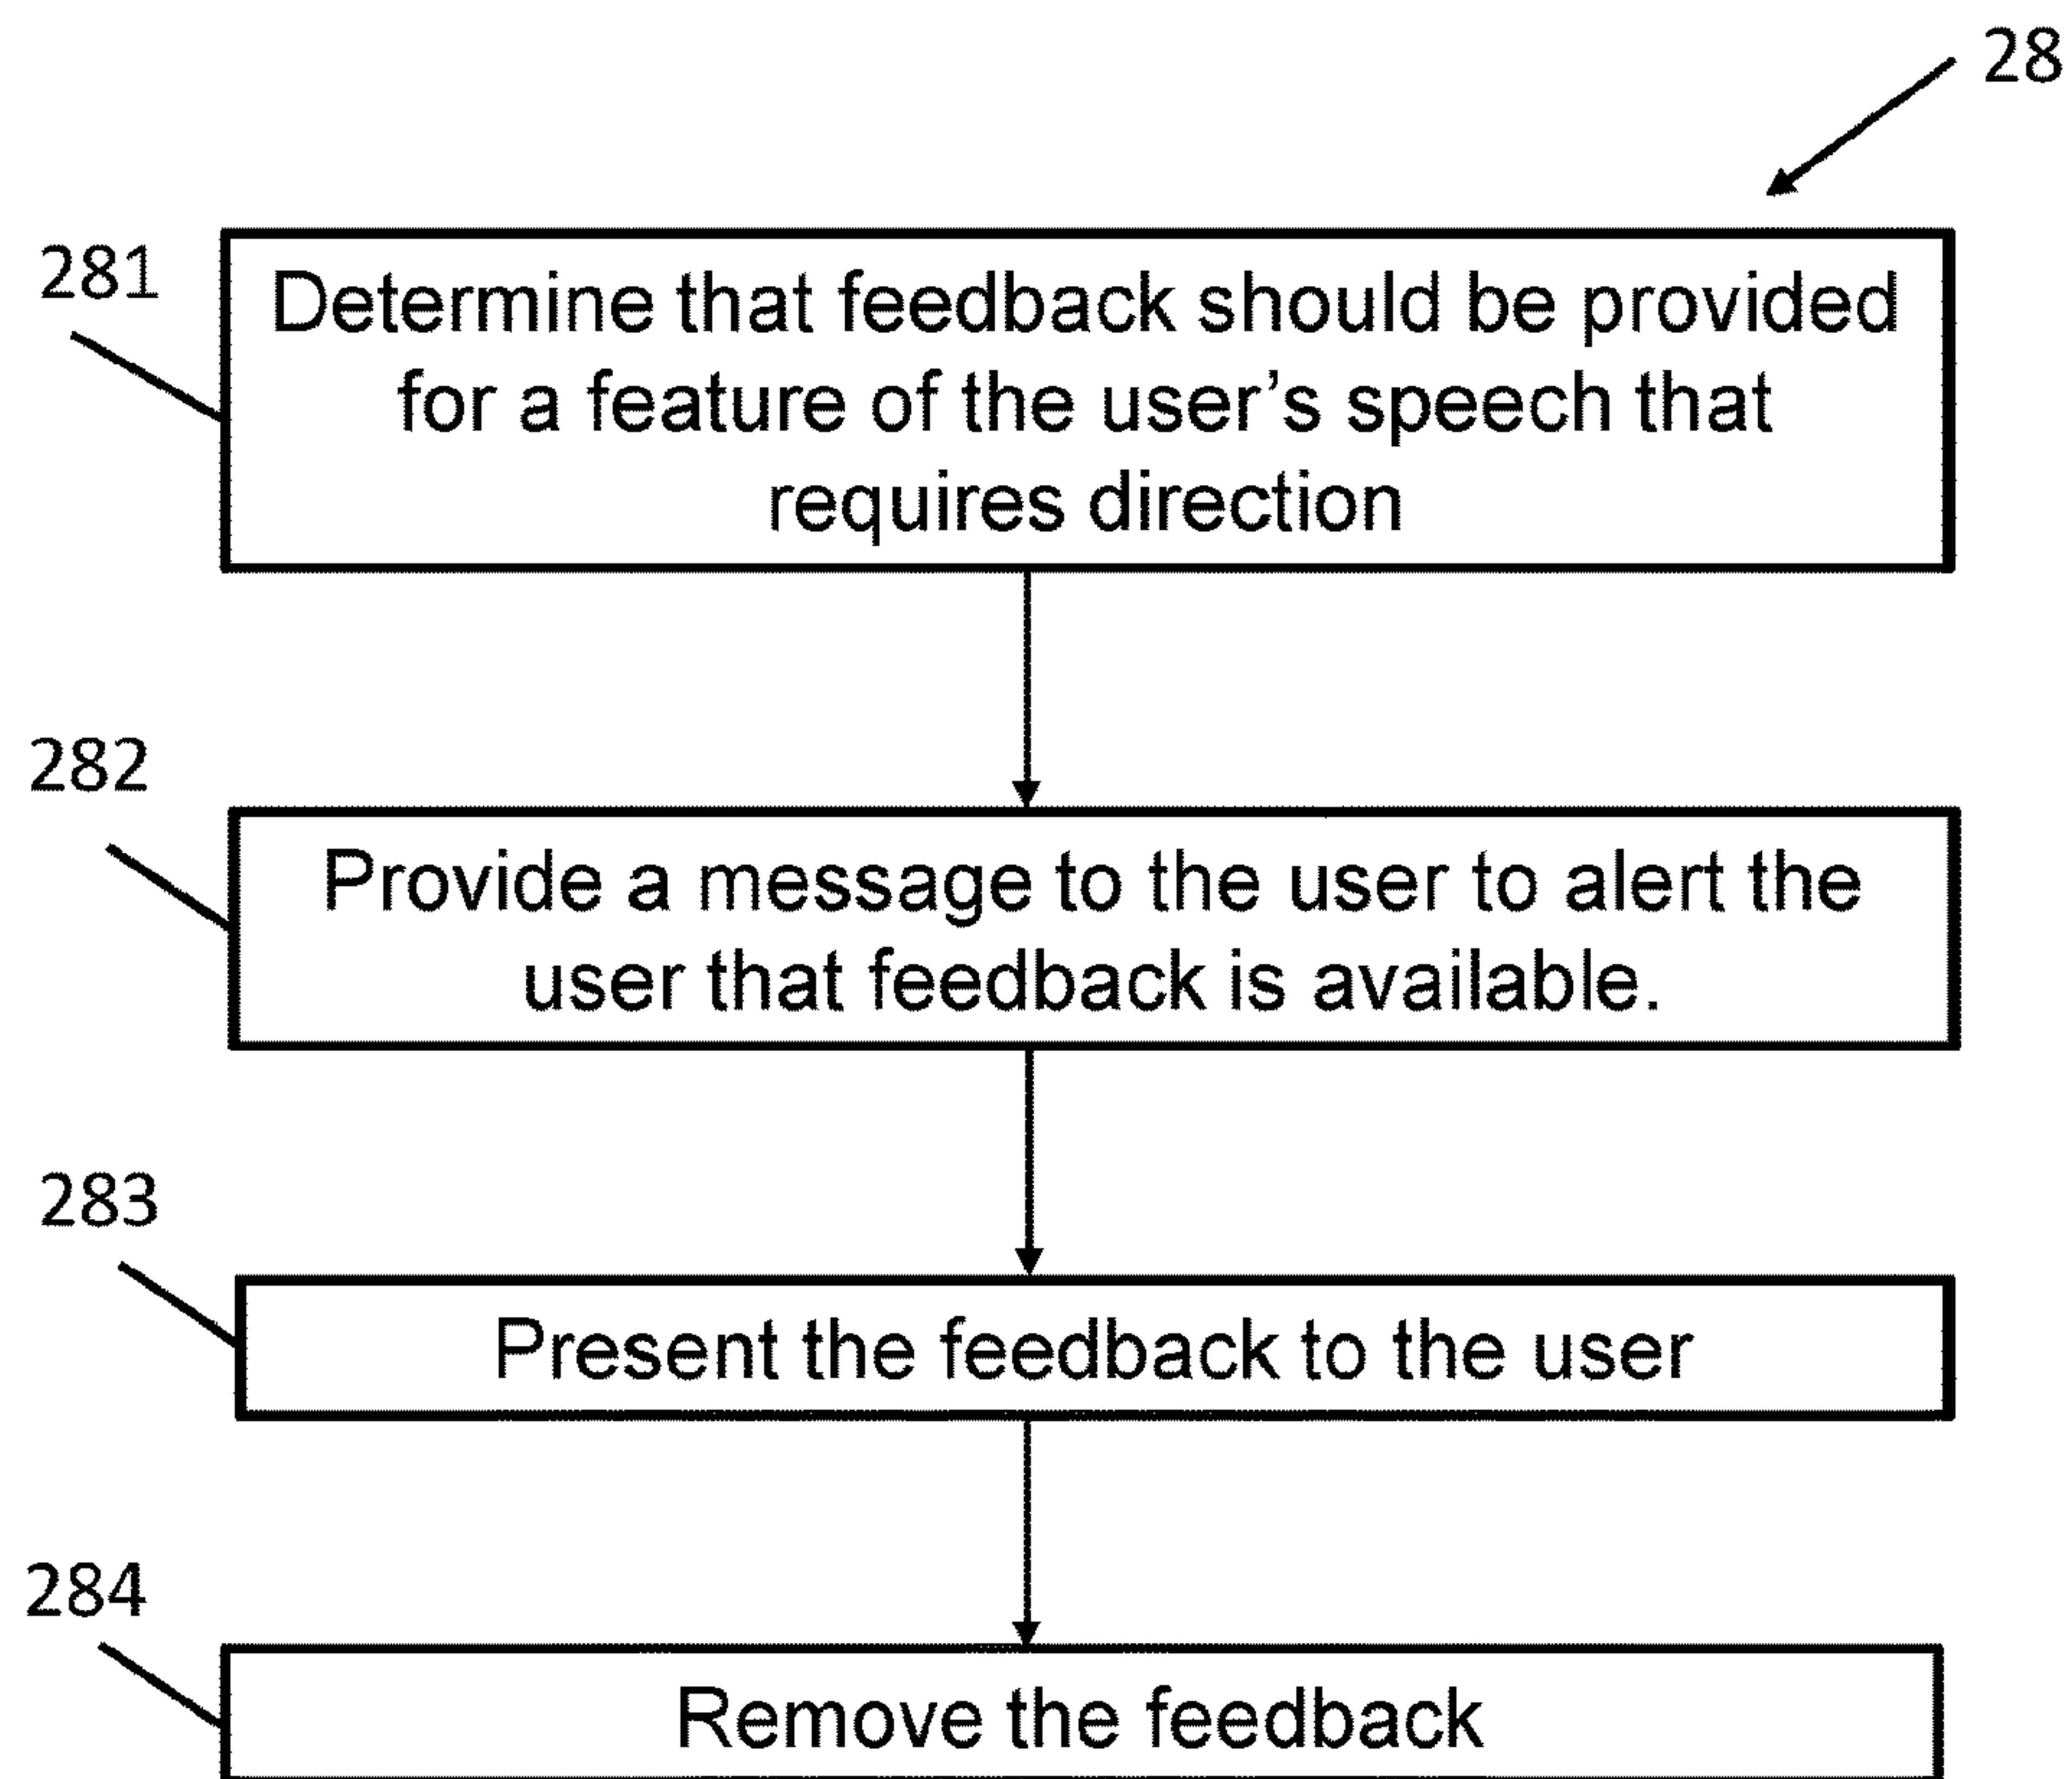 28
281
Determine that feedback should be provided
for a feature of the user’s speech that
requires direction
282
Provide a message to the user to alert the
user that feedback is available.
283
Present the feedback to the user
284
Remove the feedback